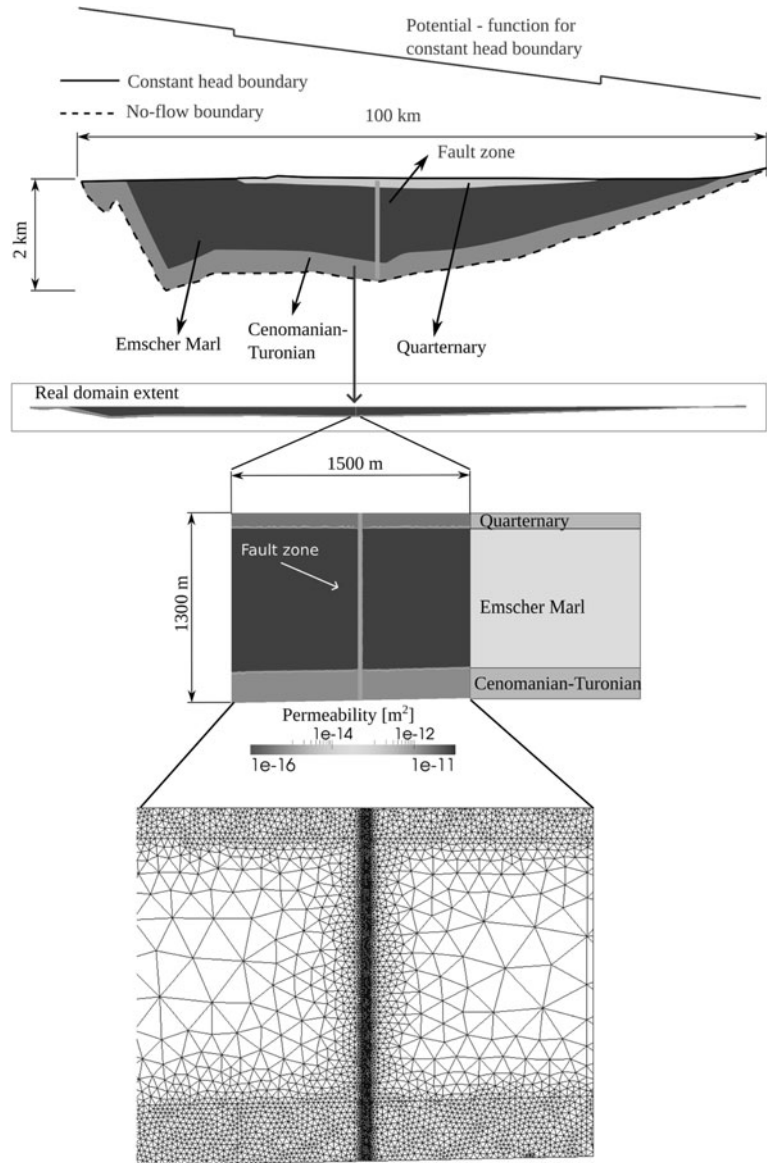 Potential - function for
constant head boundary
Constant head boundary
No-flow boundary
100 km
Fault zone
2 km
Emscher Marl
Cenomanian-
Turonian
Quarternary
Real domain extent
1500 m
Quarternary
Fault zone
1300 m
Emscher Marl
Cenomanian-Turonian
Permeability [m²]
1e-14 1e-12
1e-16 1e-11